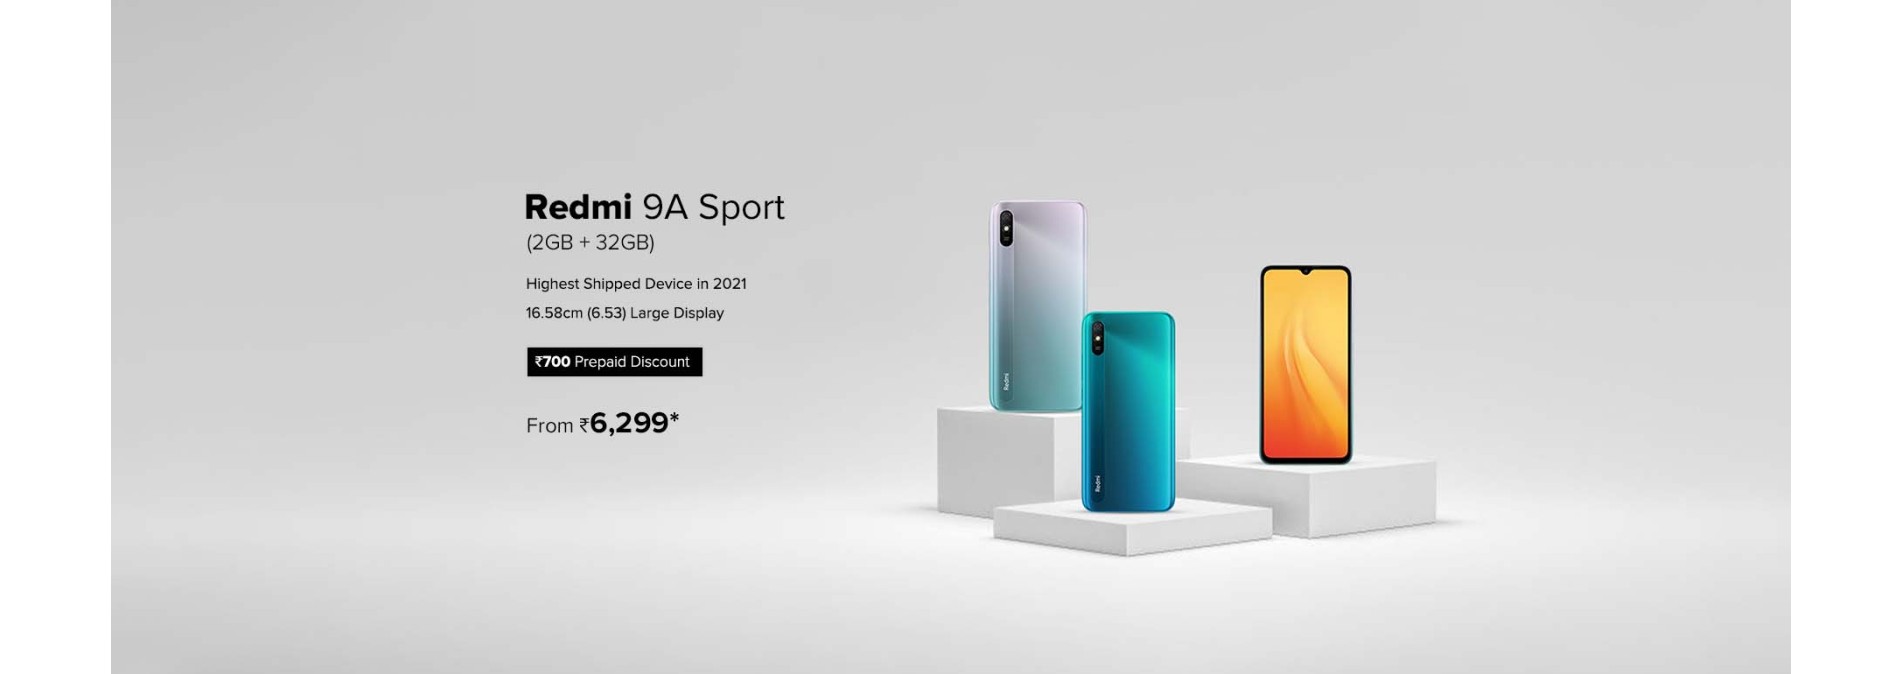 Redmi 9A Sport
(2GB + 32GB)
Highest Shipped Device in 2021
16.58cm (6.53) Large Display
₹700 Prepaid Discount
From ₹6,299*
Redmi
Redmi